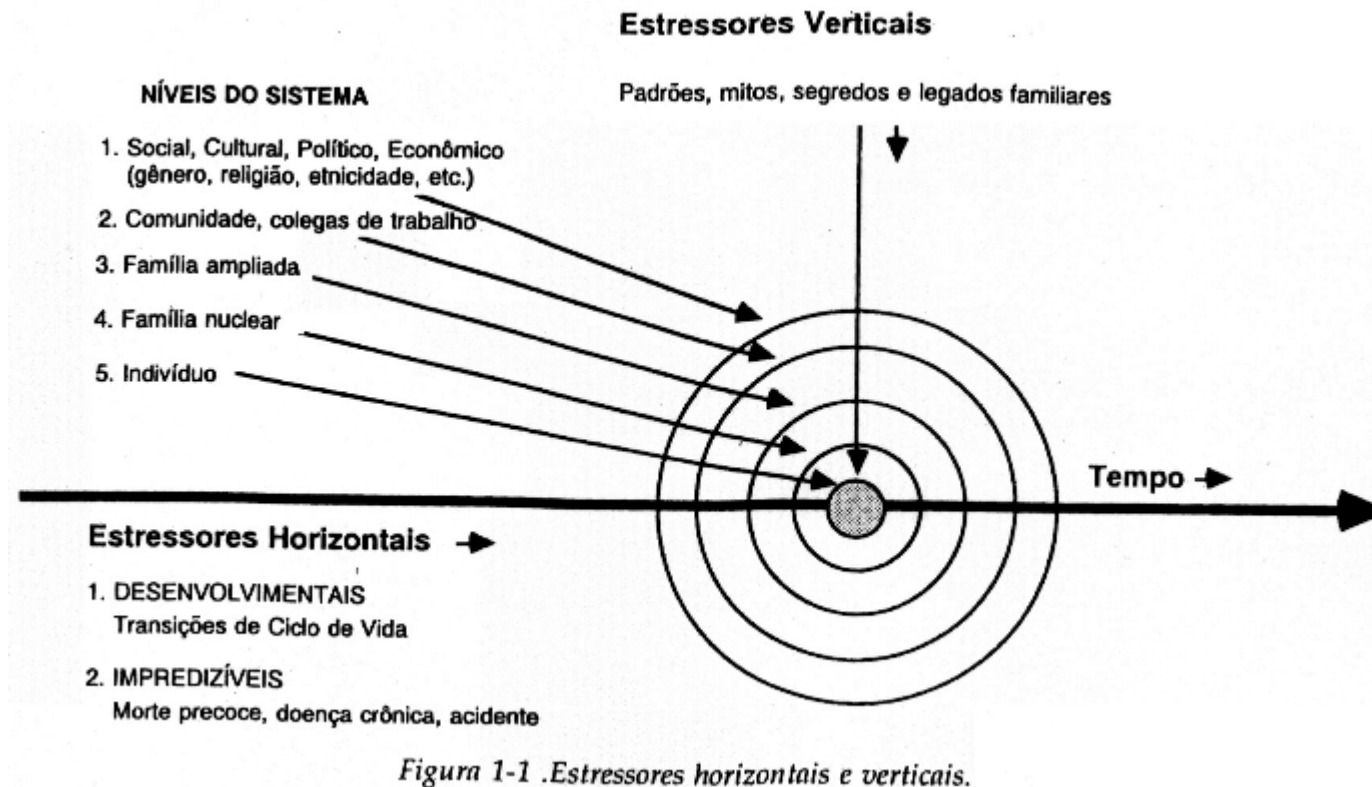 Estressores Verticais
Padrões, mitos, segredos e legados familiares
NÍVEIS DO SISTEMA
1. Social, Cultural, Político, Econômico
(gênero, religião, etnicidade, etc.)
2. Comunidade, colegas de trabalho
3. Família ampliada
4. Família nuclear
5. Indivíduo
Tempo
Estressores Horizontais
1. DESENVOLVIMENTAIS
Transições de Ciclo de Vida
2. IMPREDIZÍVEIS
Morte precoce, doença crônica, acidente
Figura 1-1 .Estressores horizontais e verticais.